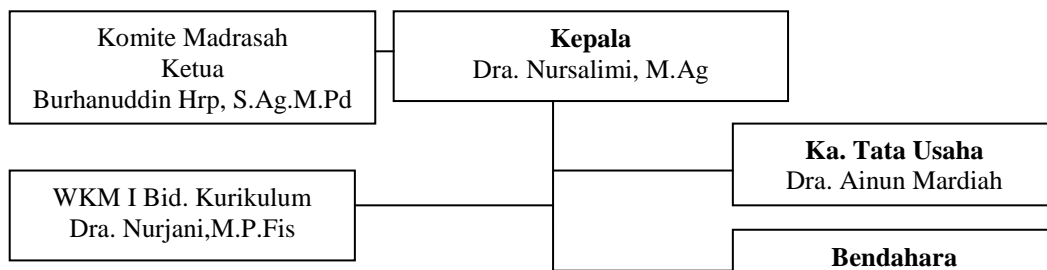 Komite Madrasah
Ketua
Burhanuddin Hrp, S.Ag.M.Pd
Kepala
Dra. Nursalimi, M.Ag
Ka. Tata Usaha
Dra. Ainun Mardiah
WKM I Bid. Kurikulum
Dra. Nurjani,M.P.Fis
Bendahara